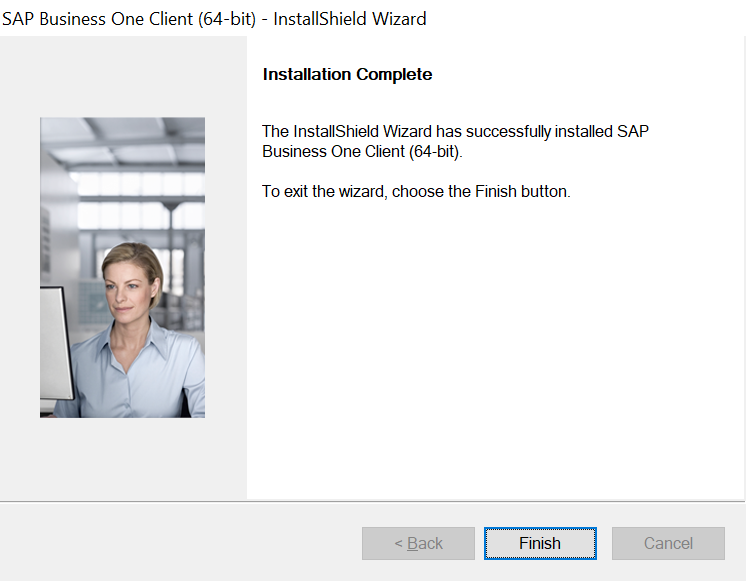 SAP Business One Client (64-bit) - InstallShield Wizard
Installation Complete
The InstallShield Wizard has successfully installed SAP
Business One Client (64-bit).
To exit the wizard, choose the Finish button.
< Back
Finish
Cancel